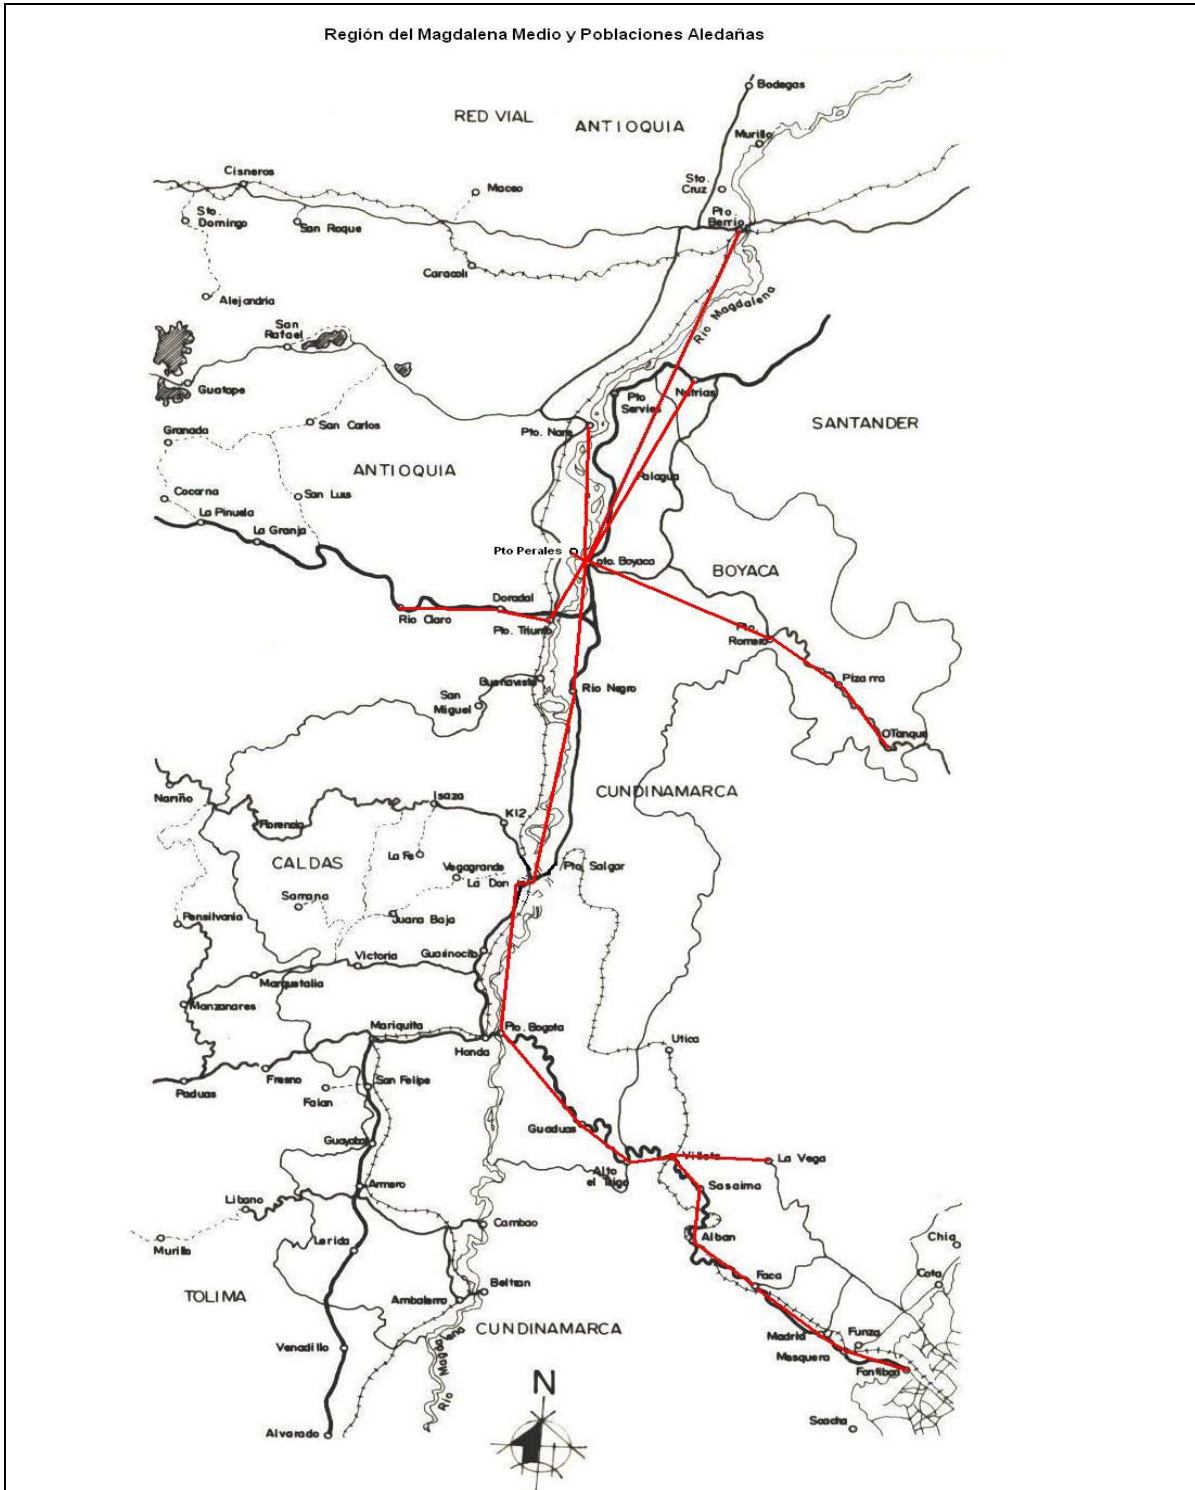 Región del Magdalena Medio y Poblaciones Aledañas
Bodegas
RED VIAL
ANTIOQUIA
Murillo
Cisneros
Maceo
Sto.
Cruz
Sto.
Domingo
San Roque
Pto.
Berrio
Caracoli
Alejandria
Rio Magdalena
San
Rafael
Guatape
Pto
Servies
Nutrias
San Carlos
Granada
Pto. Nare
SANTANDER
ANTIOQUIA
Palagua
Cocorna
San Luis
La Pinuela
La Granja
Pto Perales
Pto. Boyaca
BOYACA
Doradal
Rio Claro
Pto. Triunfo
Pto.
Romero
Pizarra
Buenavista
Rio Negro
San
Miguel
Tanque
CUNDINAMARCA
Nariño
Isaza
K12
Florencia
CALDAS
La Fe
Vegagrande
Pto. Salgar
La Dor
Samana
Pensilvania
Juana Baja
Victoria
Guarinocito
Marquetalia
Manzanares
Mariquita
Pto. Bogota
Honda
Utica
Fresno
San Felipe
Paduas
Falan
Guaduas
Guayabal
Villeta
La Vega
Alto
el Trigo
Sasaima
Armero
Libano
Cambao
Alban
Chia
Murillo
Lerida
Faca
Cota
Beltran
TOLIMA
Ambalema
CUNDINAMARCA
Madrid
Funza
Venadillo
Mosquera
Rio Magdalena
Fontibon
N
Soacha
Alvarado